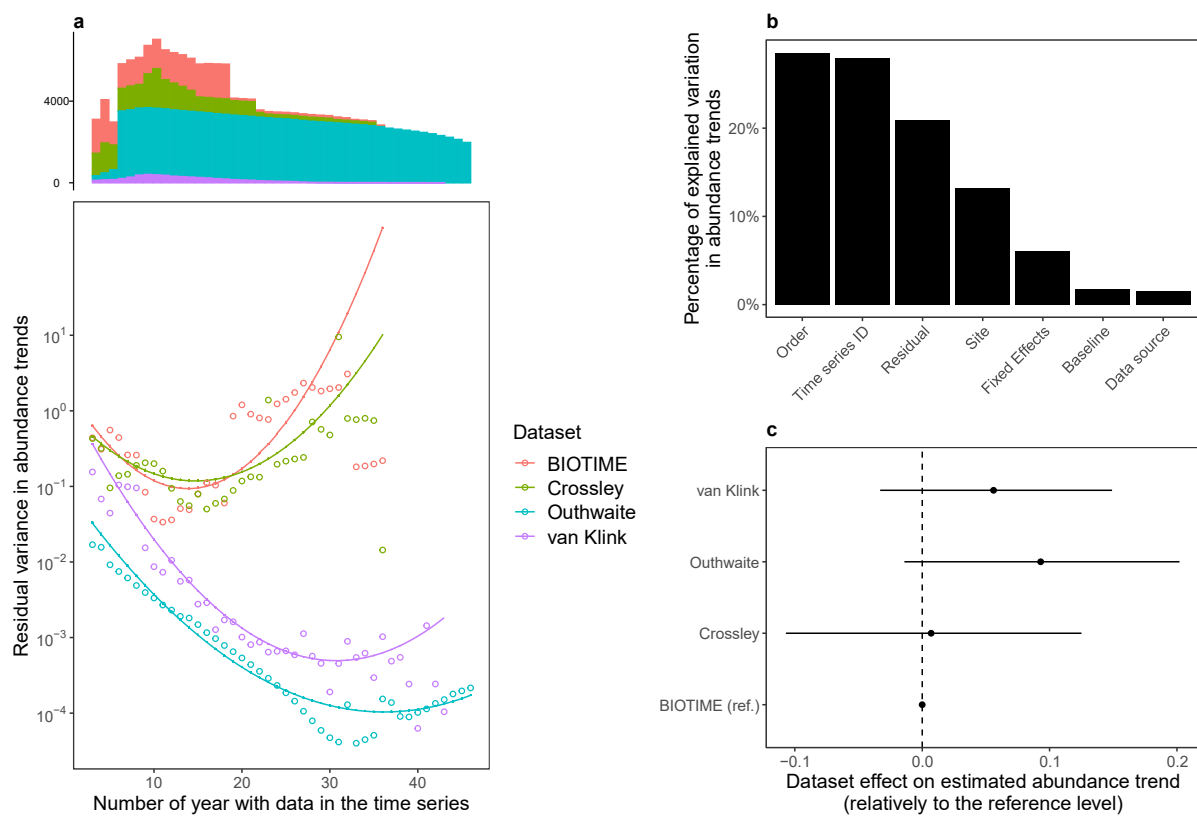 a
4000
0
10¹
10⁰
10⁻¹
10⁻²
10⁻³
10⁻⁴
Residual variance in abundance trends
10
20
30
40
Number of year with data in the time series
Dataset
BIOTIME
Crossley
Outhwaite
van Klink
b
Percentage of explained variation
in abundance trends
20%
10%
0%
Order
Time series ID
Residual
Site
Fixed Effects
Baseline
Data source
c
van Klink
Outhwaite
Crossley
BIOTIME (ref.)
−0.1
0.0
0.1
0.2
Dataset effect on estimated abundance trend
(relatively to the reference level)